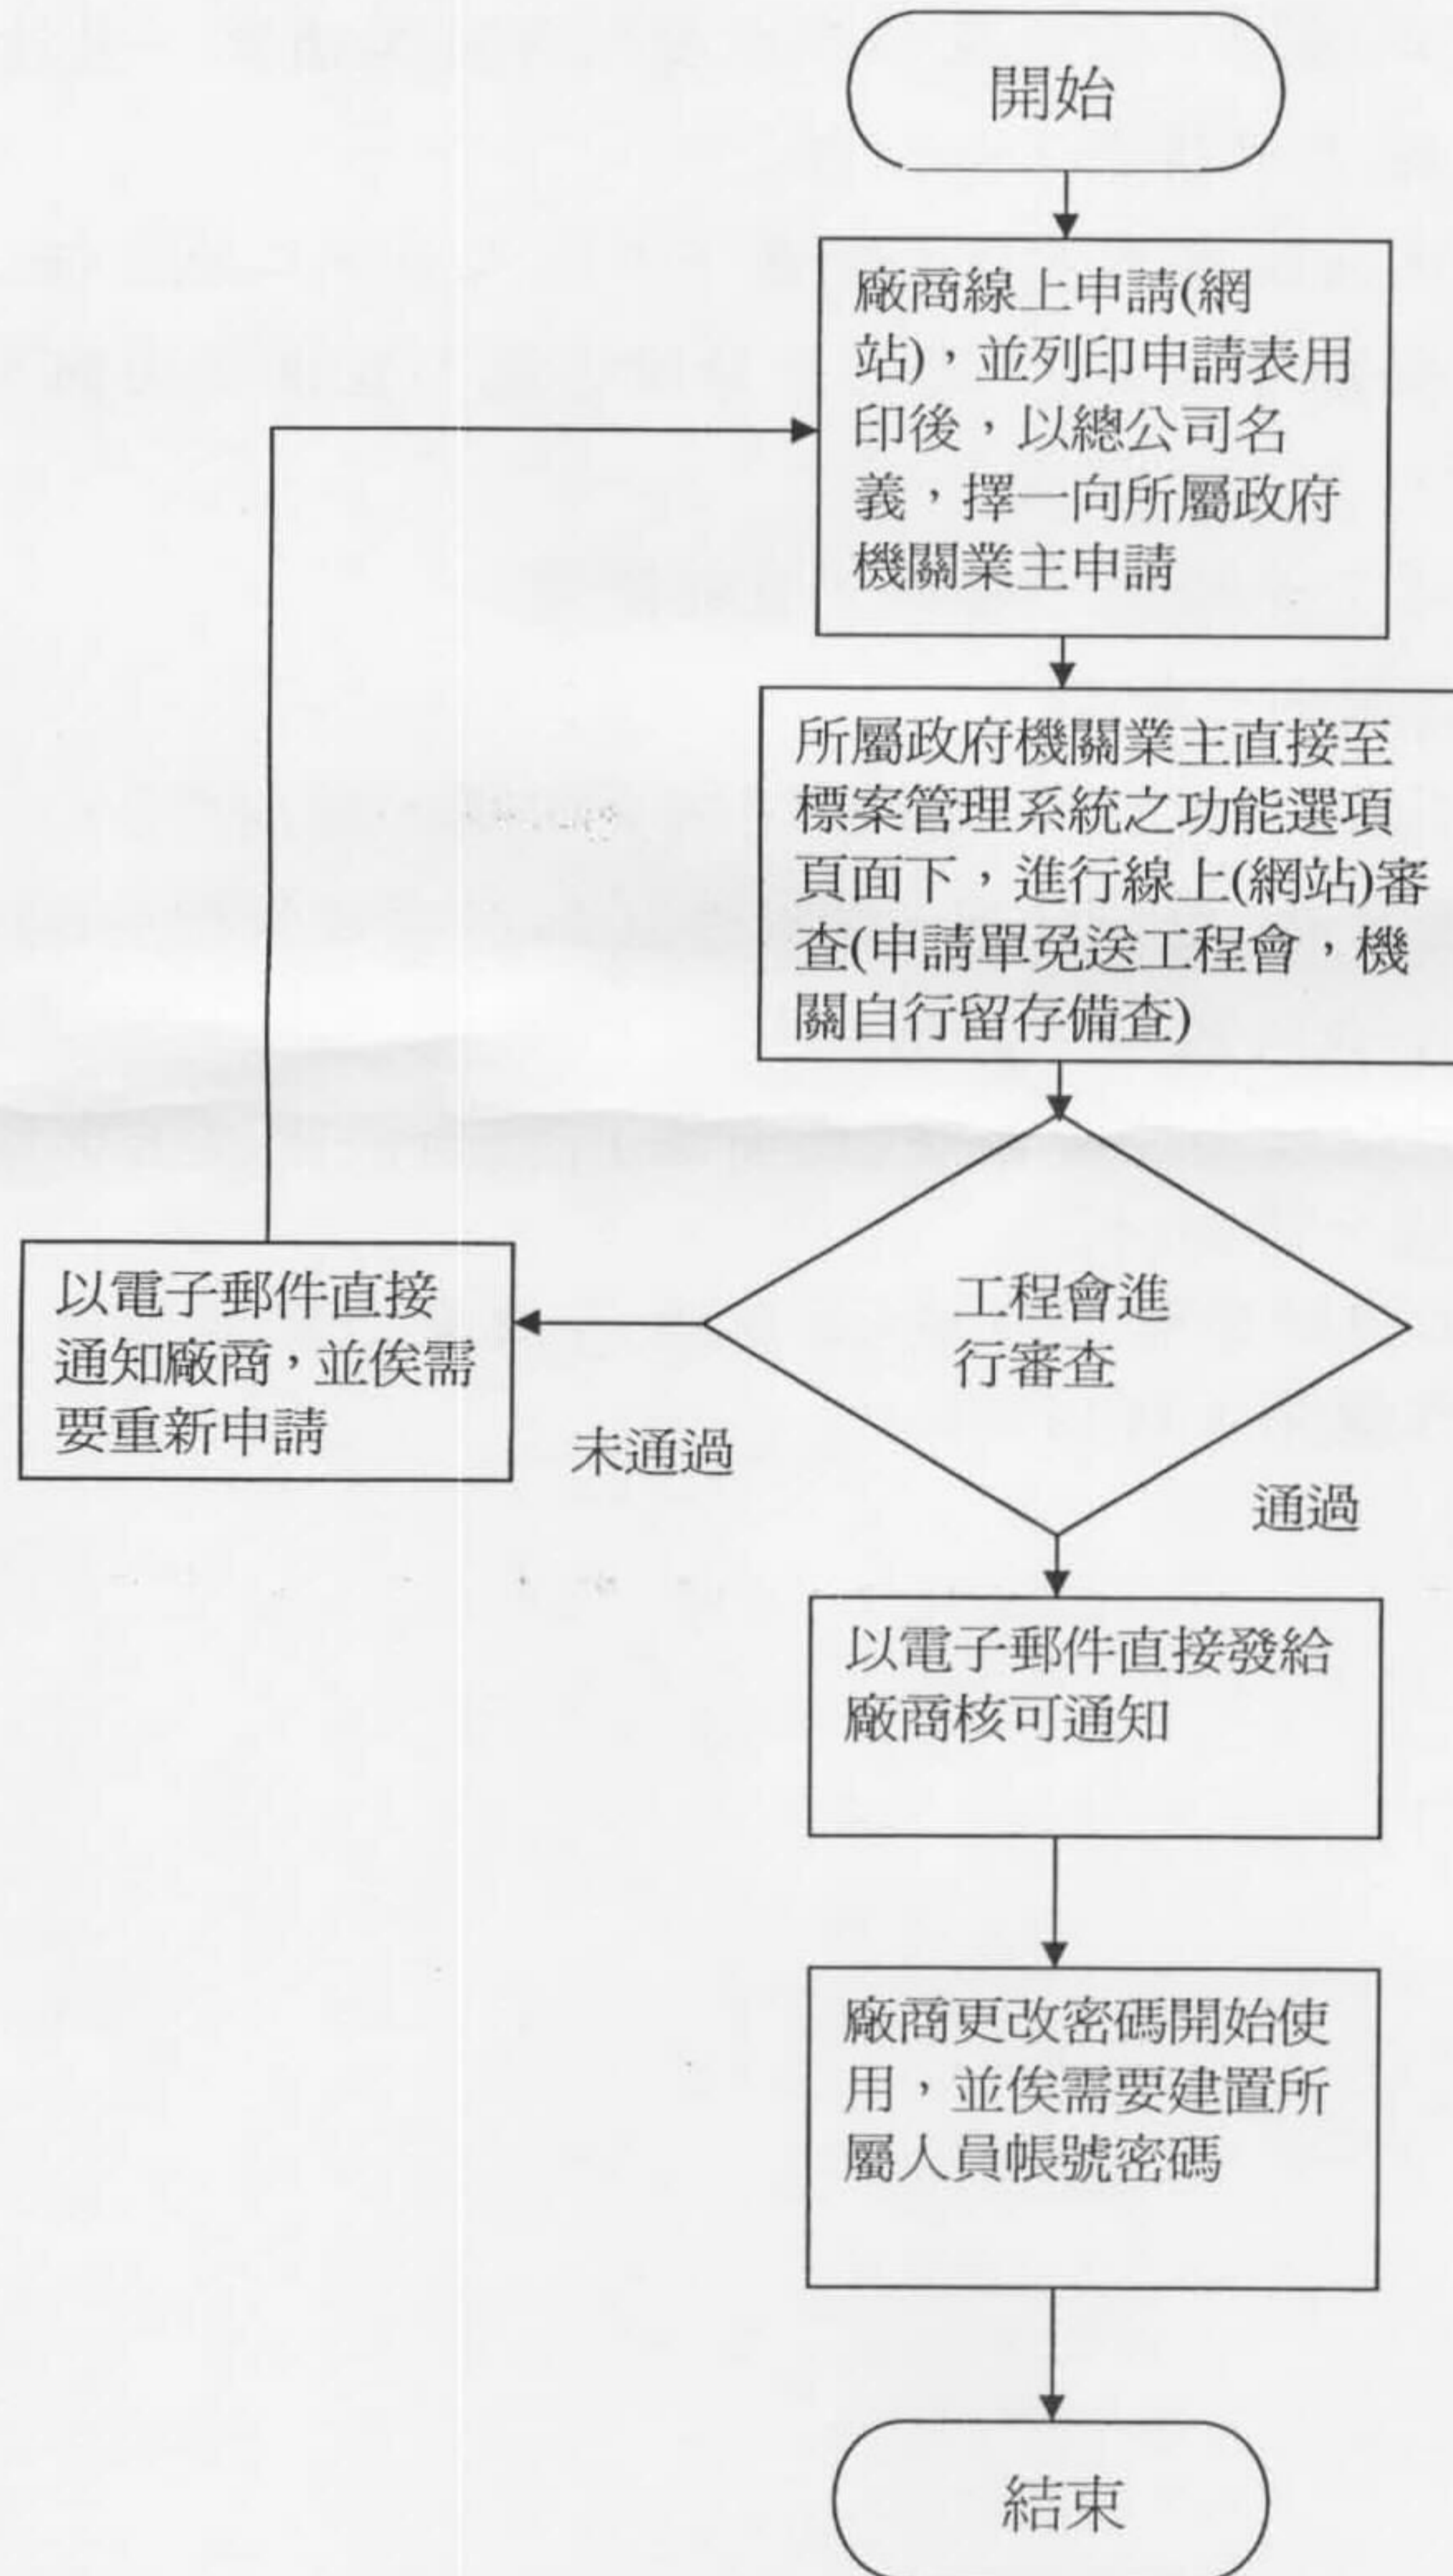 開始
廠商線上申請(網
站)，並列印申請表用
印後，以總公司名
義，擇一向所屬政府
機關業主申請
所屬政府機關業主直接至
標案管理系統之功能選項
頁面下，進行線上(網站)審
查(申請單免送工程會，機
關自行留存備查)
工程會進
行審查
以電子郵件直接
通知廠商，並俟需
要重新申請
未通過
通過
以電子郵件直接發給
廠商核可通知
廠商更改密碼開始使
用，並俟需要建置所
屬人員帳號密碼
結束